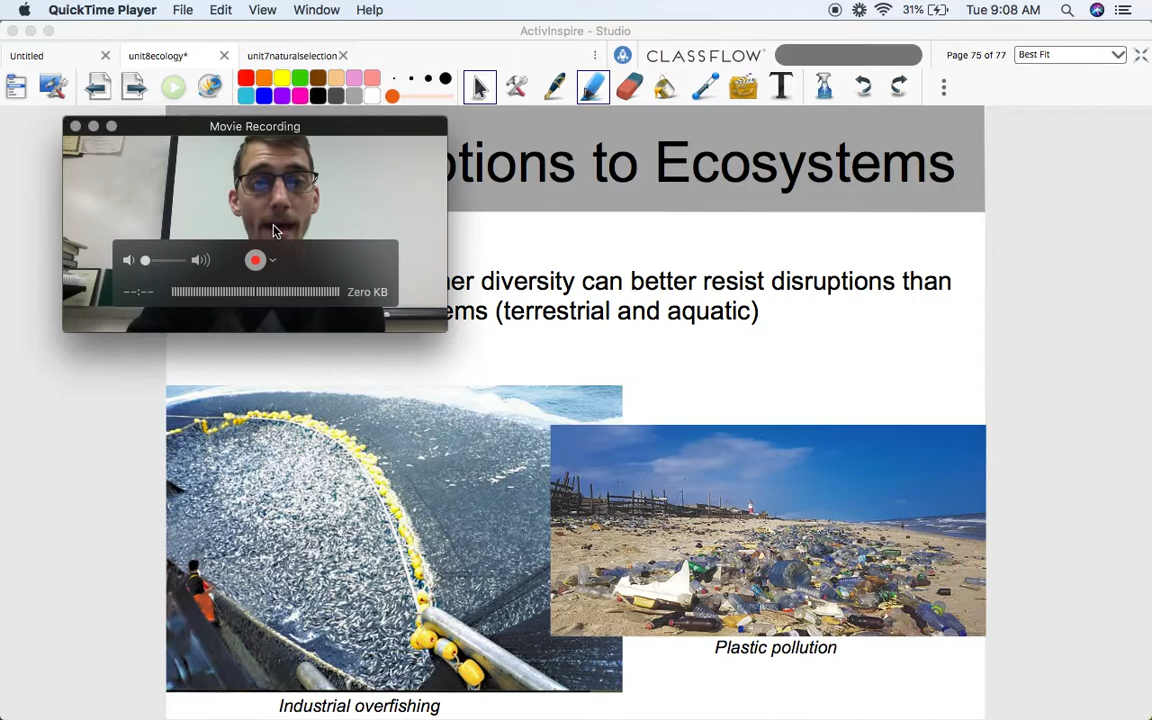 QuickTime Player File Edit View Window Help 31% Tue 9:08 AM
ActivInspire - Studio
Untitled unit8ecology* unit7naturalselection CLASSFLOW Page 75 of 77 Best Fit
Movie Recording
ptions to Ecosystems
--:-- Zero KB
her diversity can better resist disruptions than
ems (terrestrial and aquatic)
Plastic pollution
Industrial overfishing